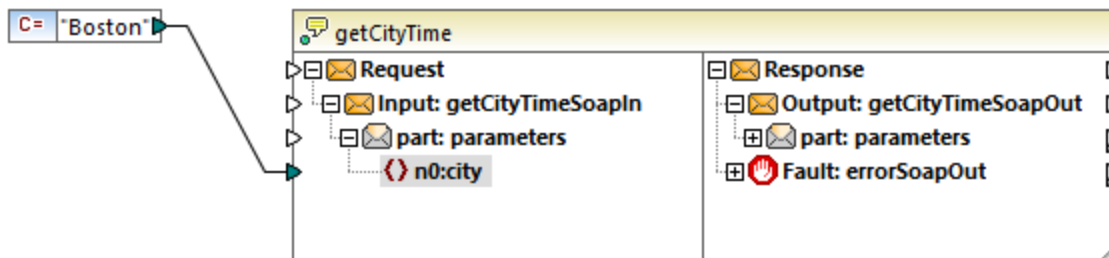 C= "Boston"
getCityTime
Request
Input: getCityTimeSoapIn
part: parameters
n0:city
Response
Output: getCityTimeSoapOut
part: parameters
Fault: errorSoapOut